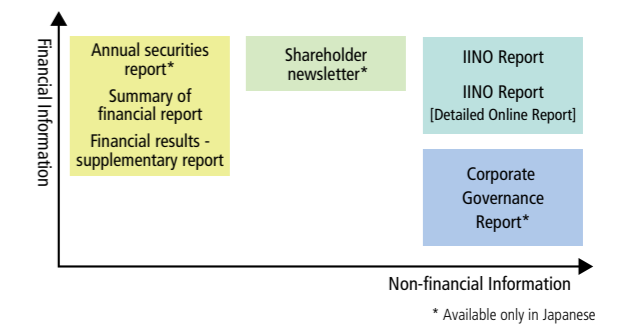 Financial Information
Annual securities
report*
Summary of
financial report
Financial results -
supplementary report
Shareholder
newsletter*
IINO Report
IINO Report
[Detailed Online Report]
Corporate
Governance
Report*
Non-financial Information
* Available only in Japanese